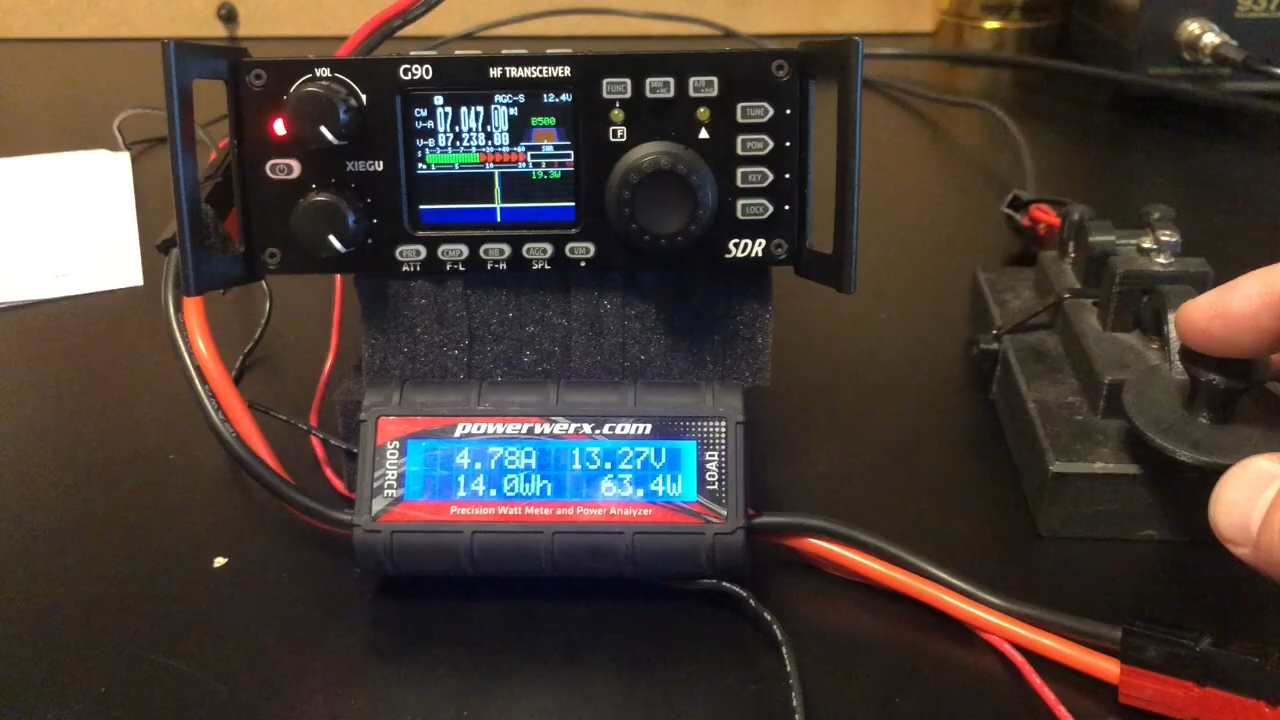 937
VOL
G90
HF TRANSCEIVER
FUNC
A/B
AGC-S 12.4V
CW
V-A 07.047.00
B500
V-B 07.238.00
SWR
19.3W
F
TUNE
POW
KEY
LOCK
XIEGU
PRE CMP NB AGC VM
ATT F-L F-H SPL
SDR
powerwerx.com
SOURCE
4.78A 13.27V
14.0Wh 63.4W
LOAD
Precision Watt Meter and Power Analyzer